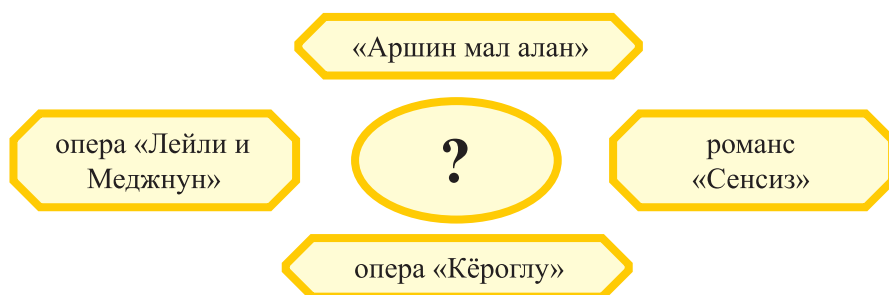 «Аршин мал алан»
опера «Лейли и
Меджнун»
?
романс
«Сенсиз»
опера «Кёроглу»